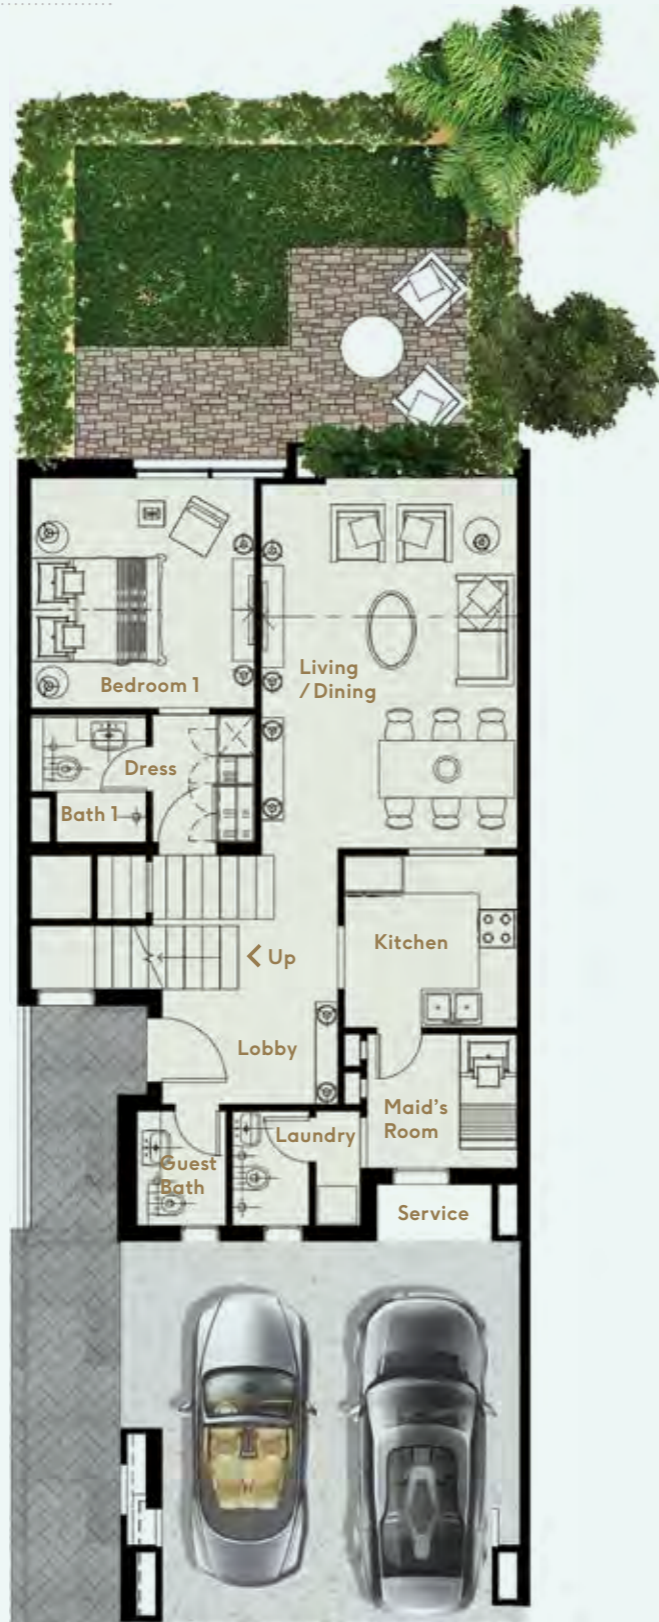 Bedroom 1
Living
/ Dining
Dress
Bath 1
Kitchen
< Up
Lobby
Maid's
Room
Laundry
Guest
Bath
Service